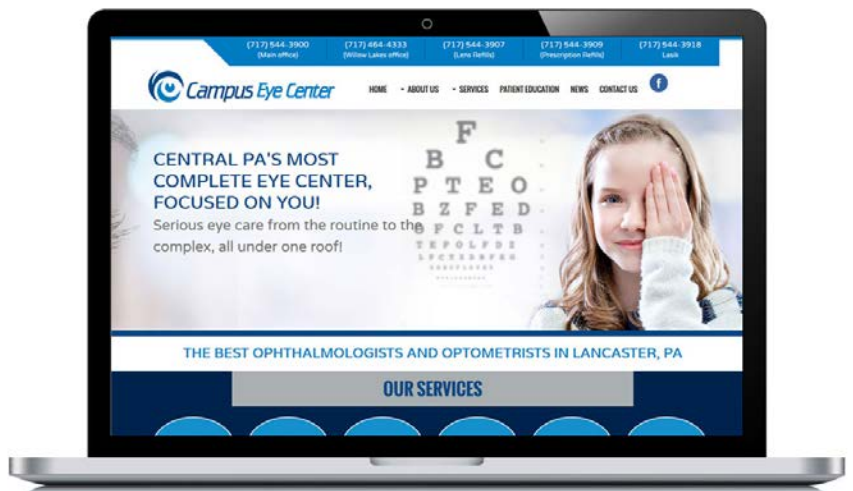 (717) 544-3900 (717) 464-4333 (717) 544-3907 (717) 544-3909 (717) 544-3918
(Main office) (Willow Lakes office) (Lens Refills) (Prescription Refills) Lasik
Campus Eye Center
HOME ABOUT US SERVICES PATIENT EDUCATION NEWS CONTACT US f
F
B C
P T E O
B Z F E D
O F C L T B
T E P O L F D Z
CENTRAL PA'S MOST
COMPLETE EYE CENTER,
FOCUSED ON YOU!
Serious eye care from the routine to the
complex, all under one roof!
THE BEST OPHTHALMOLOGISTS AND OPTOMETRISTS IN LANCASTER, PA
OUR SERVICES